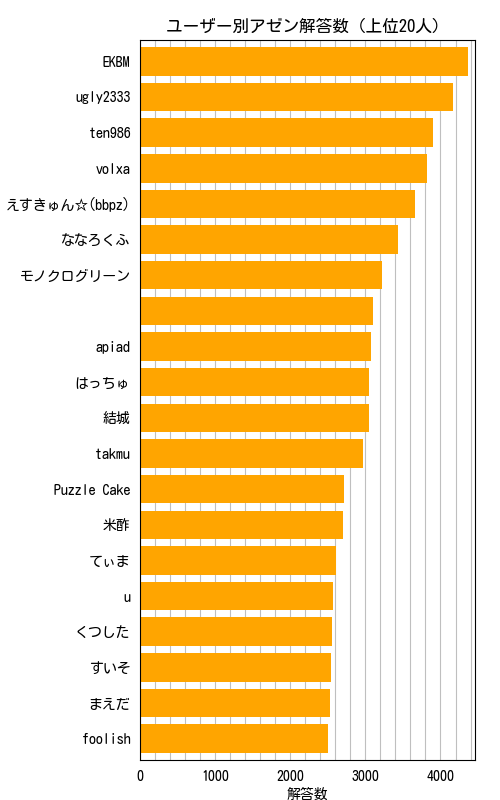 ユーザー別アゼン解答数 (上位20人)
EKBM
ugly2333
ten986
volxa
えすきゅん☆(bbpz)
ななろくふ
モノクログリーン
apiad
はっちゅ
結城
takmu
Puzzle Cake
米酢
てぃま
u
くつした
すいそ
まえだ
foolish
0 1000 2000 3000 4000
解答数